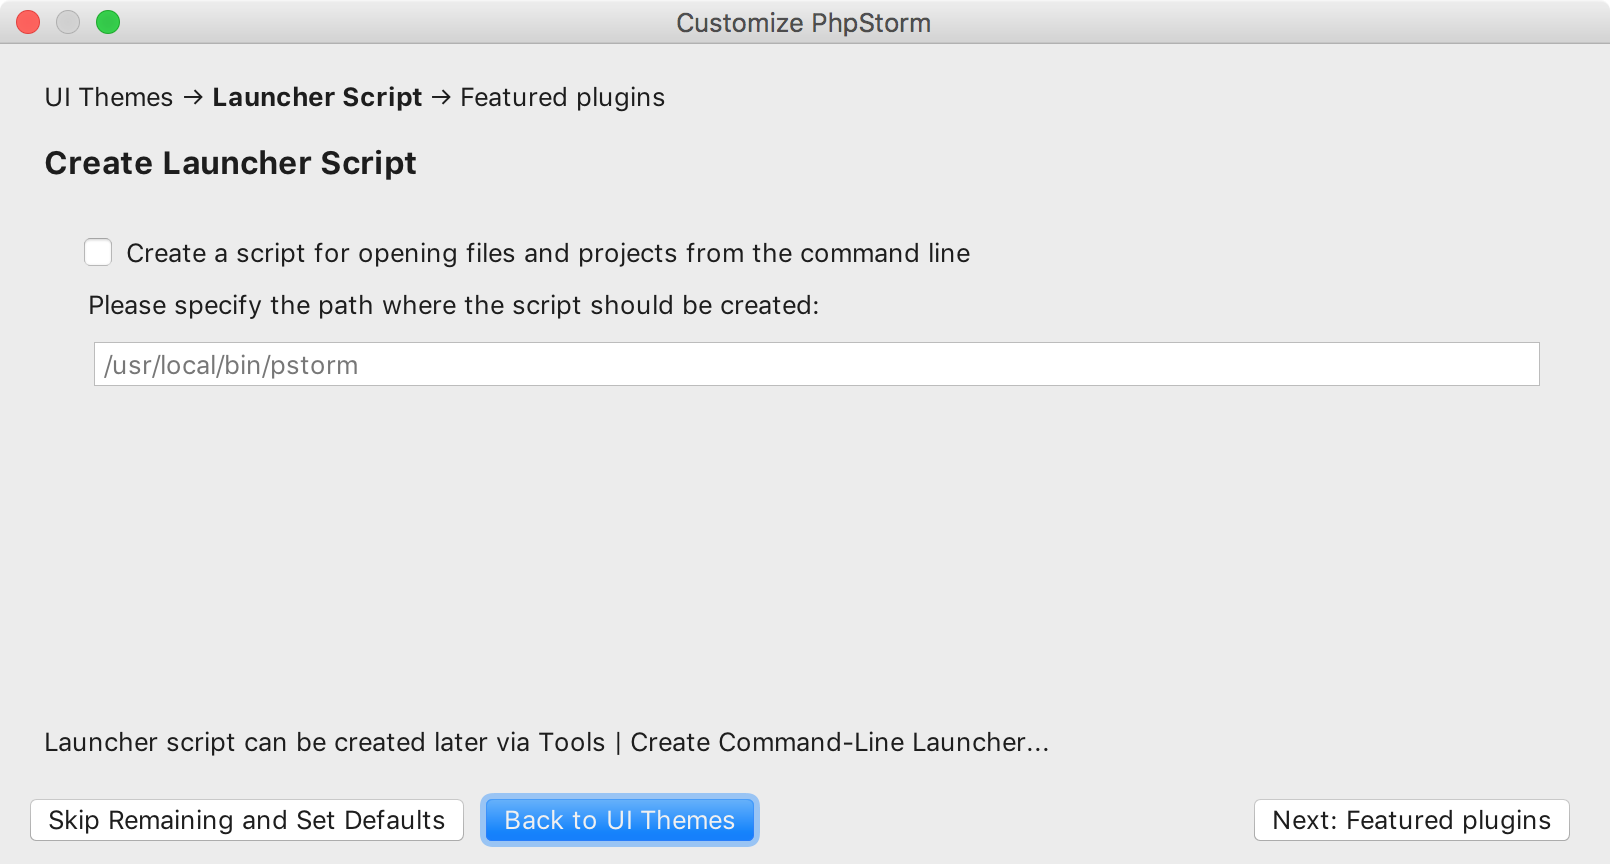 Customize PhpStorm
UI Themes → Launcher Script → Featured plugins
Create Launcher Script
Create a script for opening files and projects from the command line
Please specify the path where the script should be created:
/usr/local/bin/pstorm
Launcher script can be created later via Tools | Create Command-Line Launcher...
Skip Remaining and Set Defaults
Back to UI Themes
Next: Featured plugins